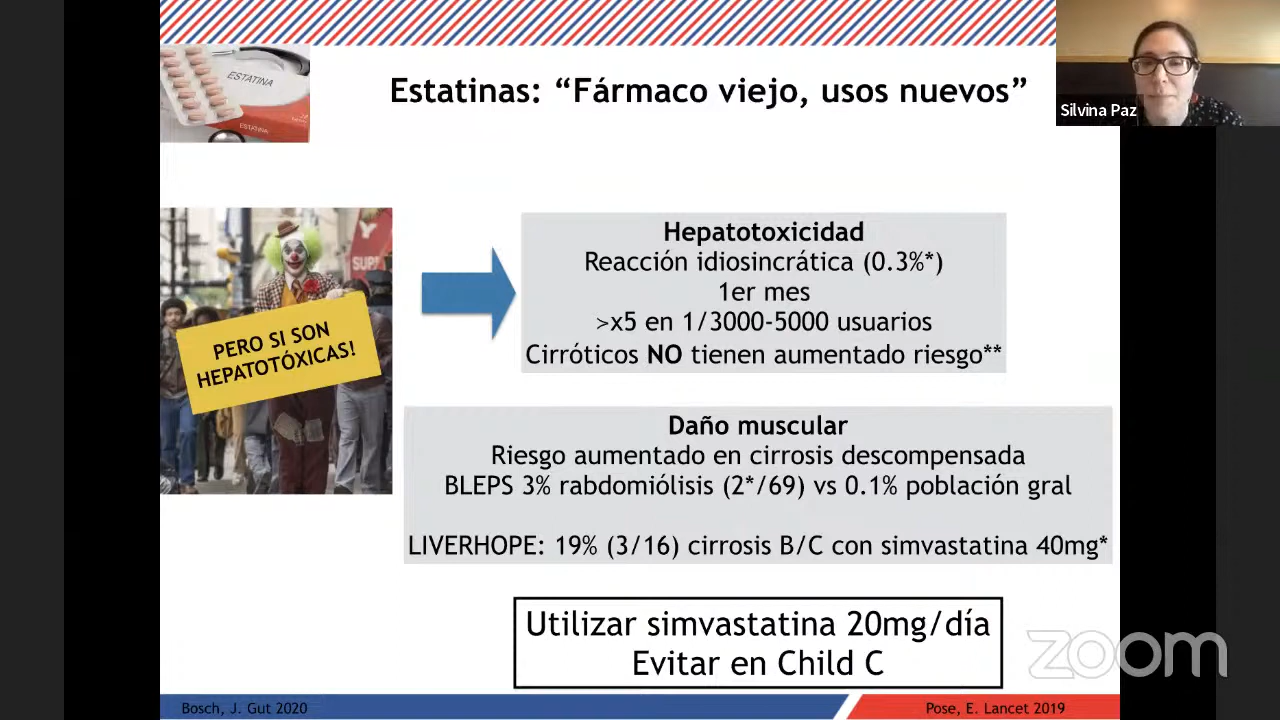 Estatinas: “Fármaco viejo, usos nuevos”
ESTATINA
ESTATINA
Silvina Paz
PERO SI SON
HEPATOTÓXICAS!
Hepatotoxicidad
Reacción idiosincrática (0.3%*)
1er mes
>x5 en 1/3000-5000 usuarios
Cirróticos NO tienen aumentado riesgo**
Daño muscular
Riesgo aumentado en cirrosis descompensada
BLEPS 3% rabdomiólisis (2*/69) vs 0.1% población gral
LIVERHOPE: 19% (3/16) cirrosis B/C con simvastatina 40mg*
Utilizar simvastatina 20mg/día
Evitar en Child C
zoom
Bosch, J. Gut 2020
Pose, E. Lancet 2019